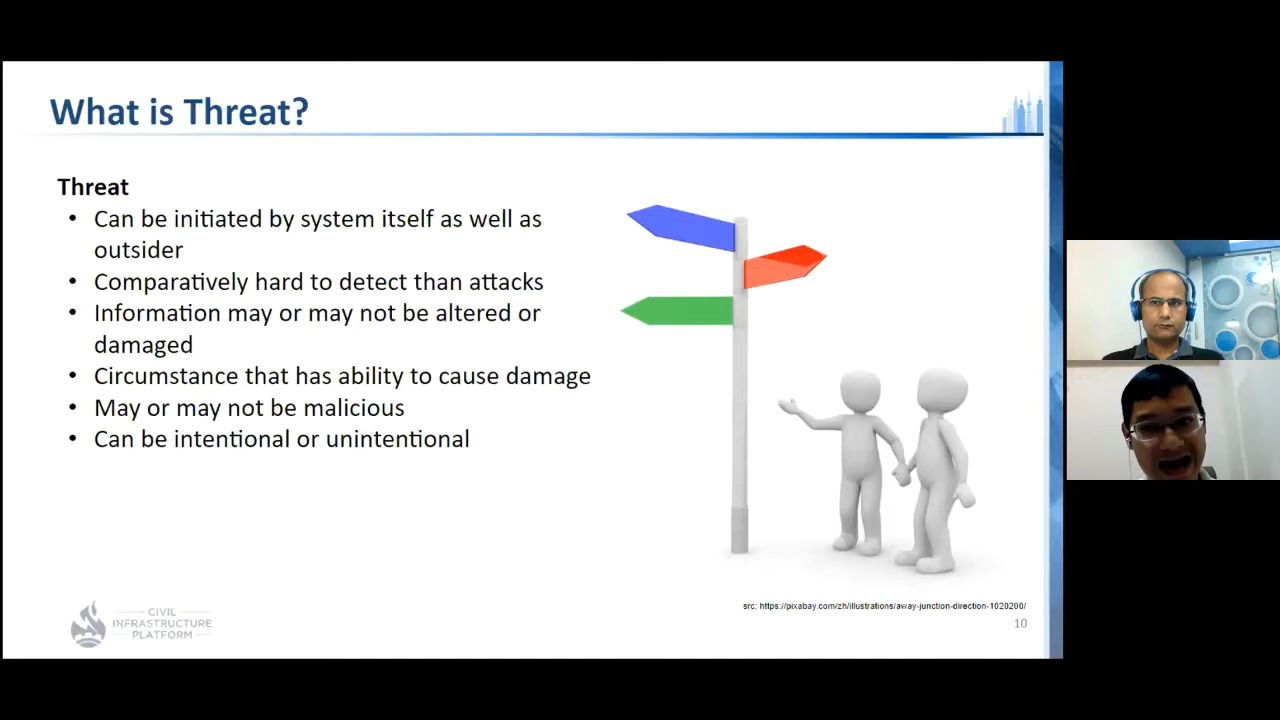 What is Threat?
Threat
• Can be initiated by system itself as well as
outsider
• Comparatively hard to detect than attacks
• Information may or may not be altered or
damaged
• Circumstance that has ability to cause damage
• May or may not be malicious
• Can be intentional or unintentional
src: https://pixabay.com/zh/illustrations/away-junction-direction-1020200/
CIVIL
INFRASTRUCTURE
PLATFORM
10